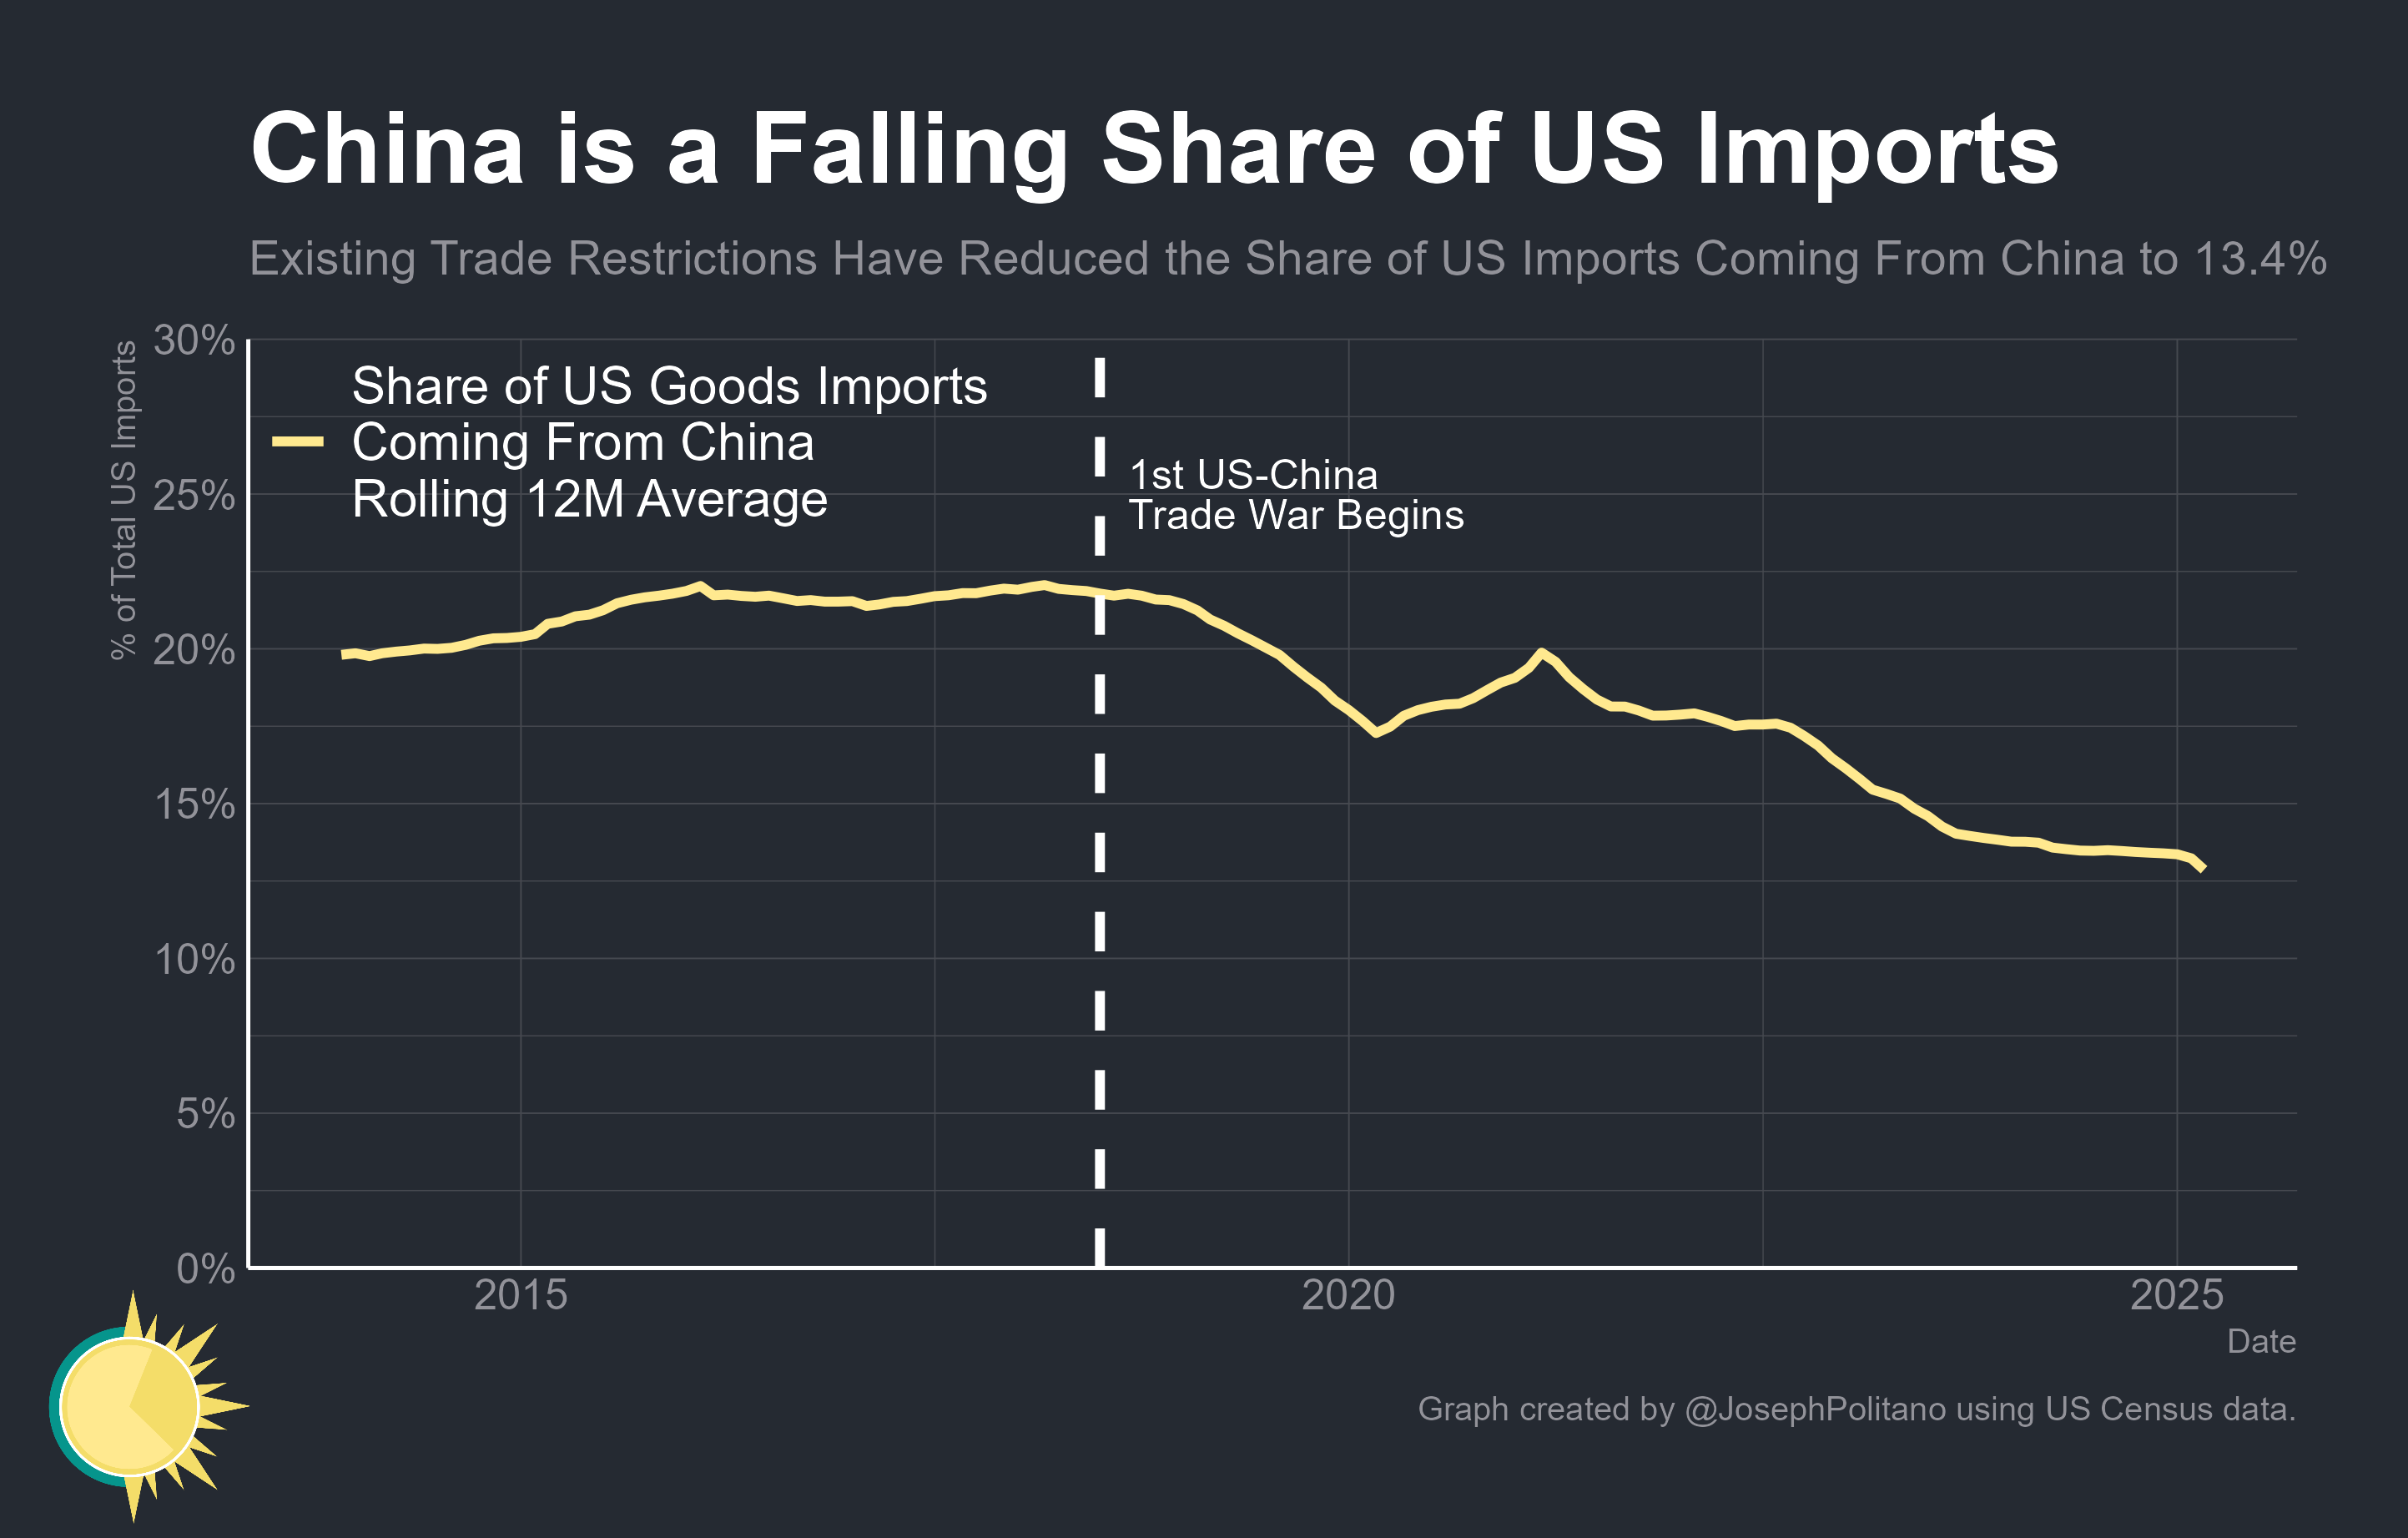 China is a Falling Share of US Imports
Existing Trade Restrictions Have Reduced the Share of US Imports Coming From China to 13.4%
% of Total US Imports
30%
25%
20%
15%
10%
5%
0%
Share of US Goods Imports
Coming From China
Rolling 12M Average
1st US-China
Trade War Begins
2015
2020
2025
Date
Graph created by @JosephPolitano using US Census data.